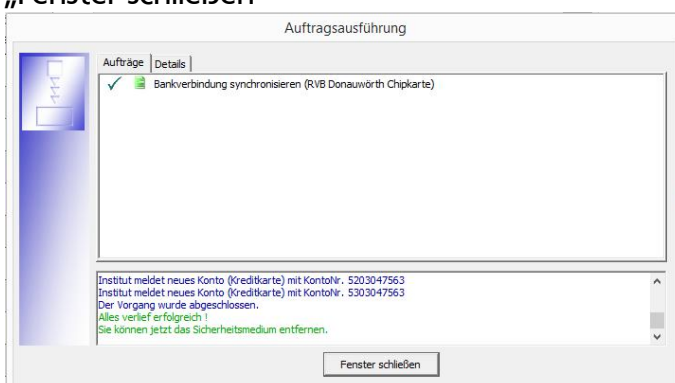 „Fenster schließen
Auftragsausführung
Aufträge
Details
Bankverbindung synchronisieren (RVB Donauwörth Chipkarte)
Institut meldet neues Konto (Kreditkarte) mit KontoNr. 5203047563
Institut meldet neues Konto (Kreditkarte) mit KontoNr. 5303047563
Der Vorgang wurde abgeschlossen.
Alles verlief erfolgreich !
Sie können jetzt das Sicherheitsmedium entfernen.
Fenster schließen